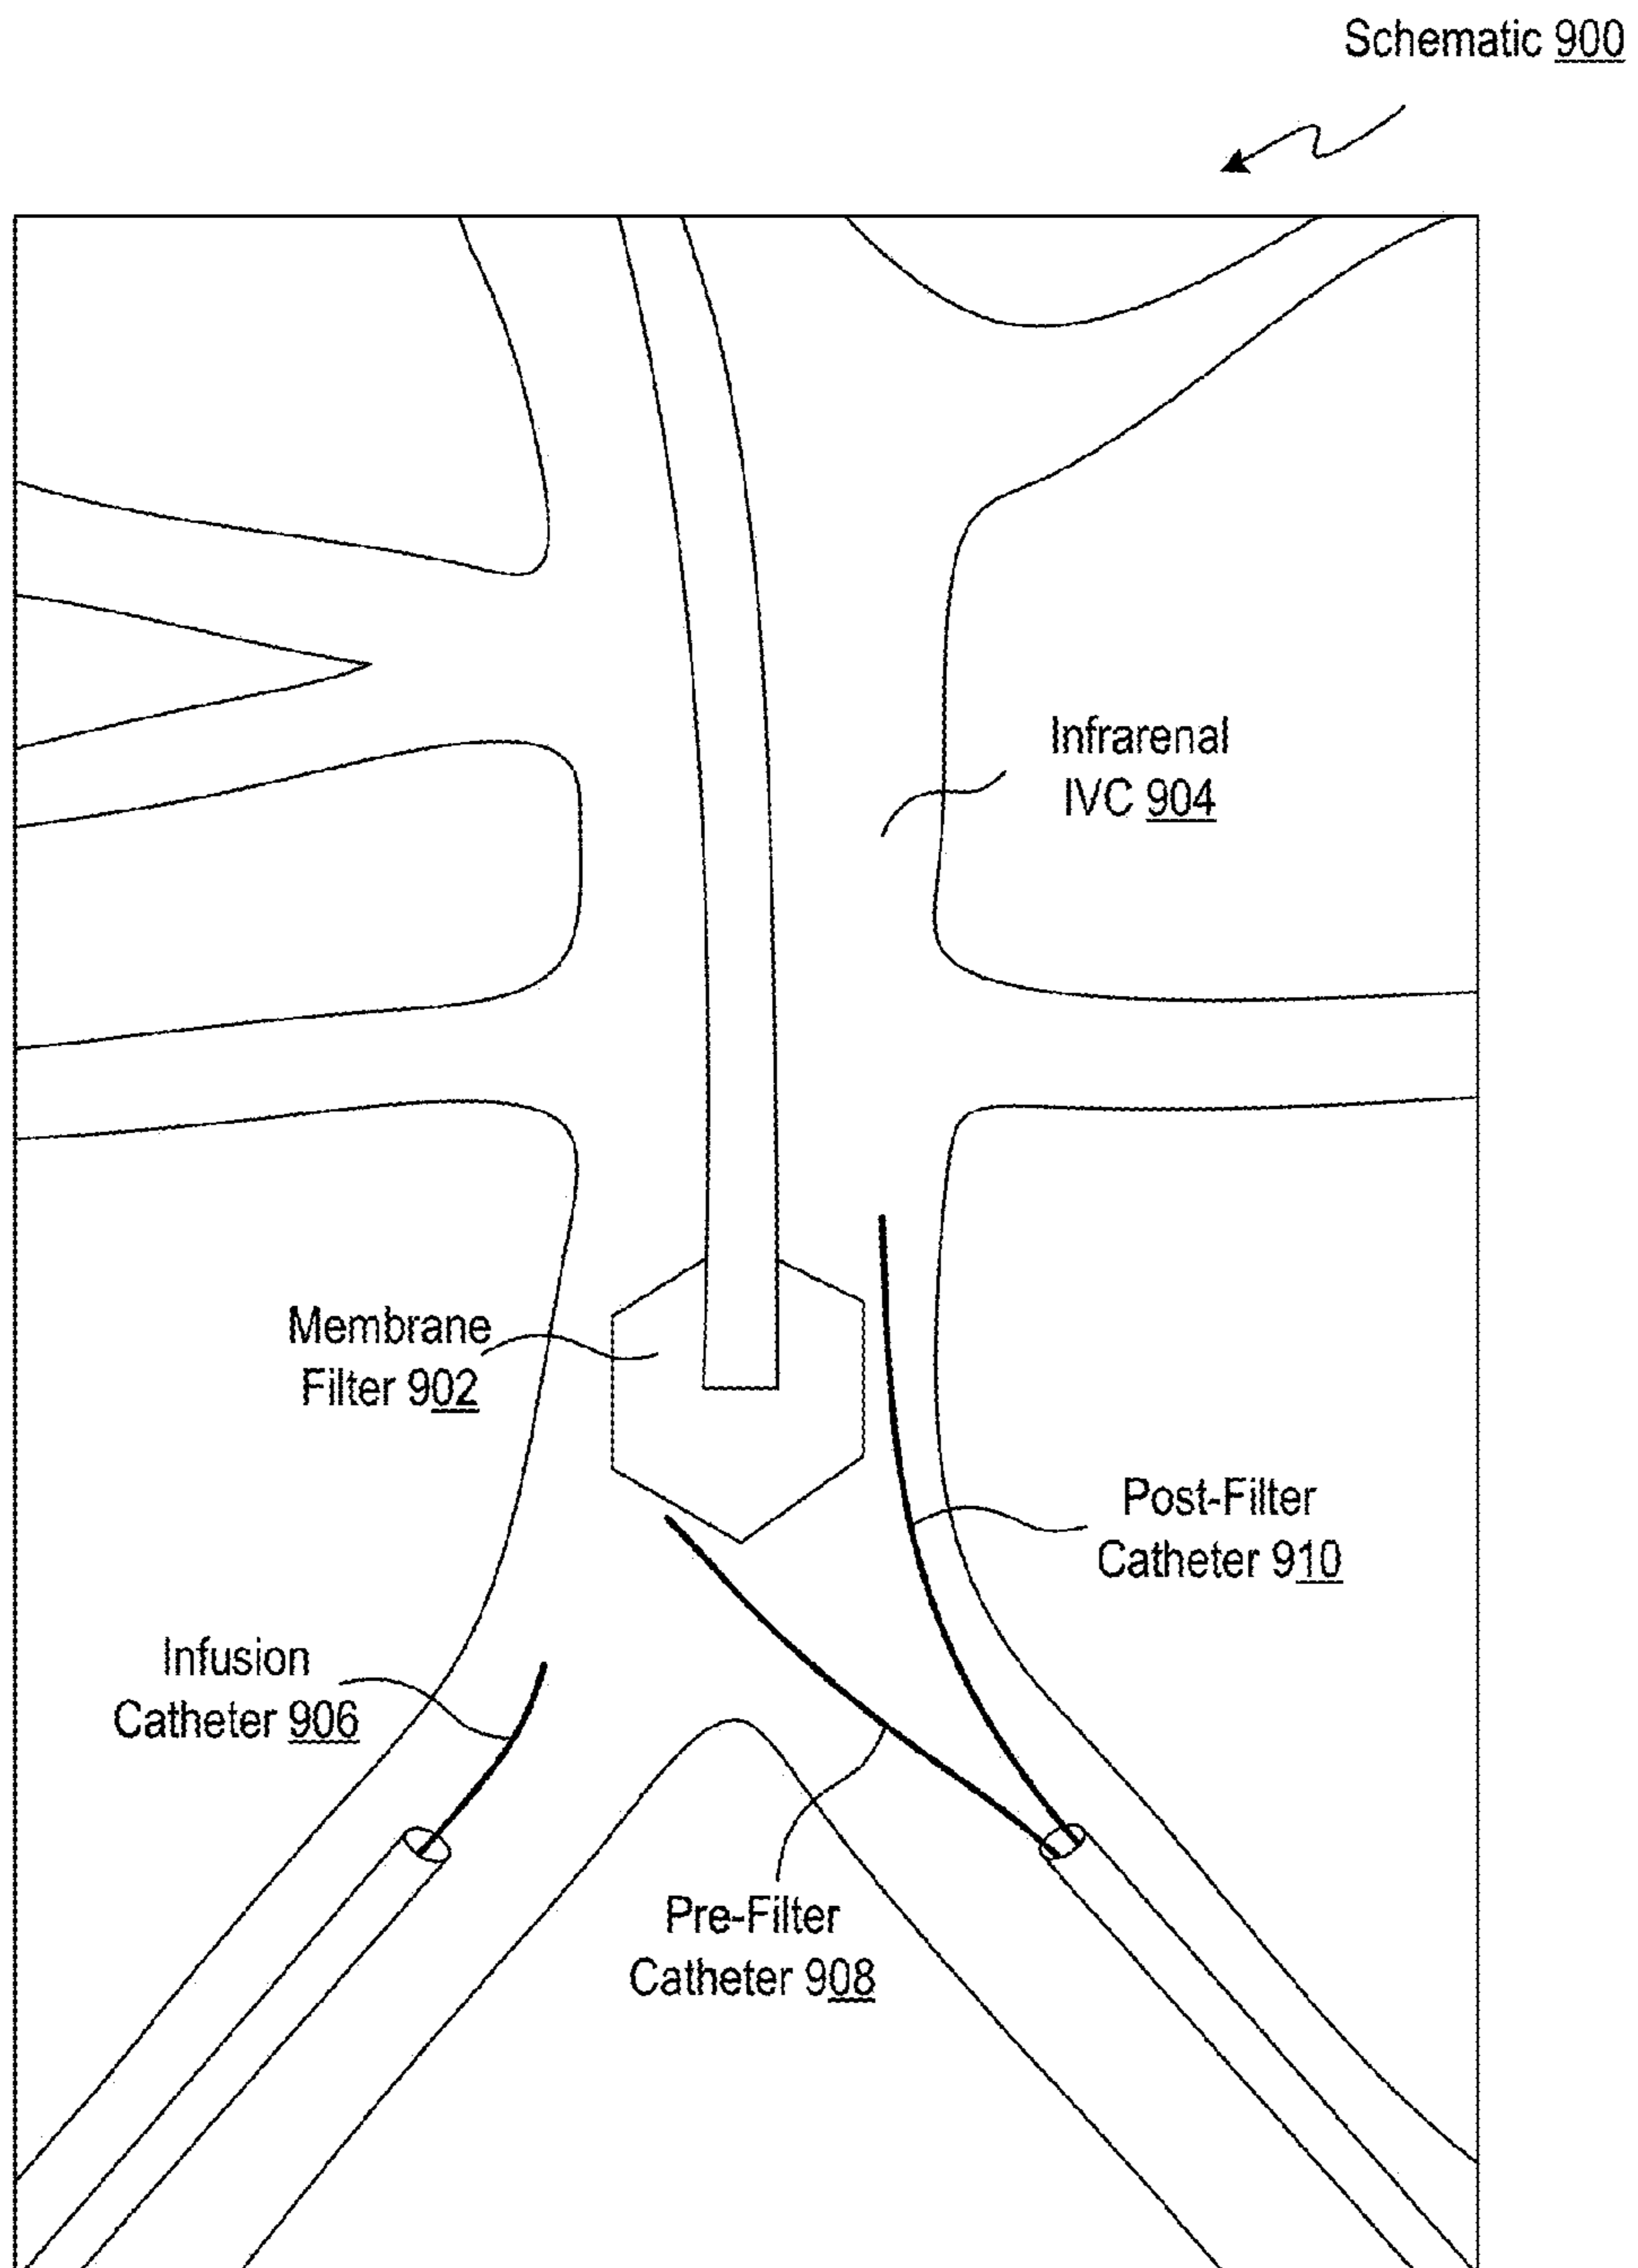 Schematic 900
Infrarenal
IVC 904
Membrane
Filter 902
Post-Filter
Catheter 910
Infusion
Catheter 906
Pre-Filter
Catheter 908